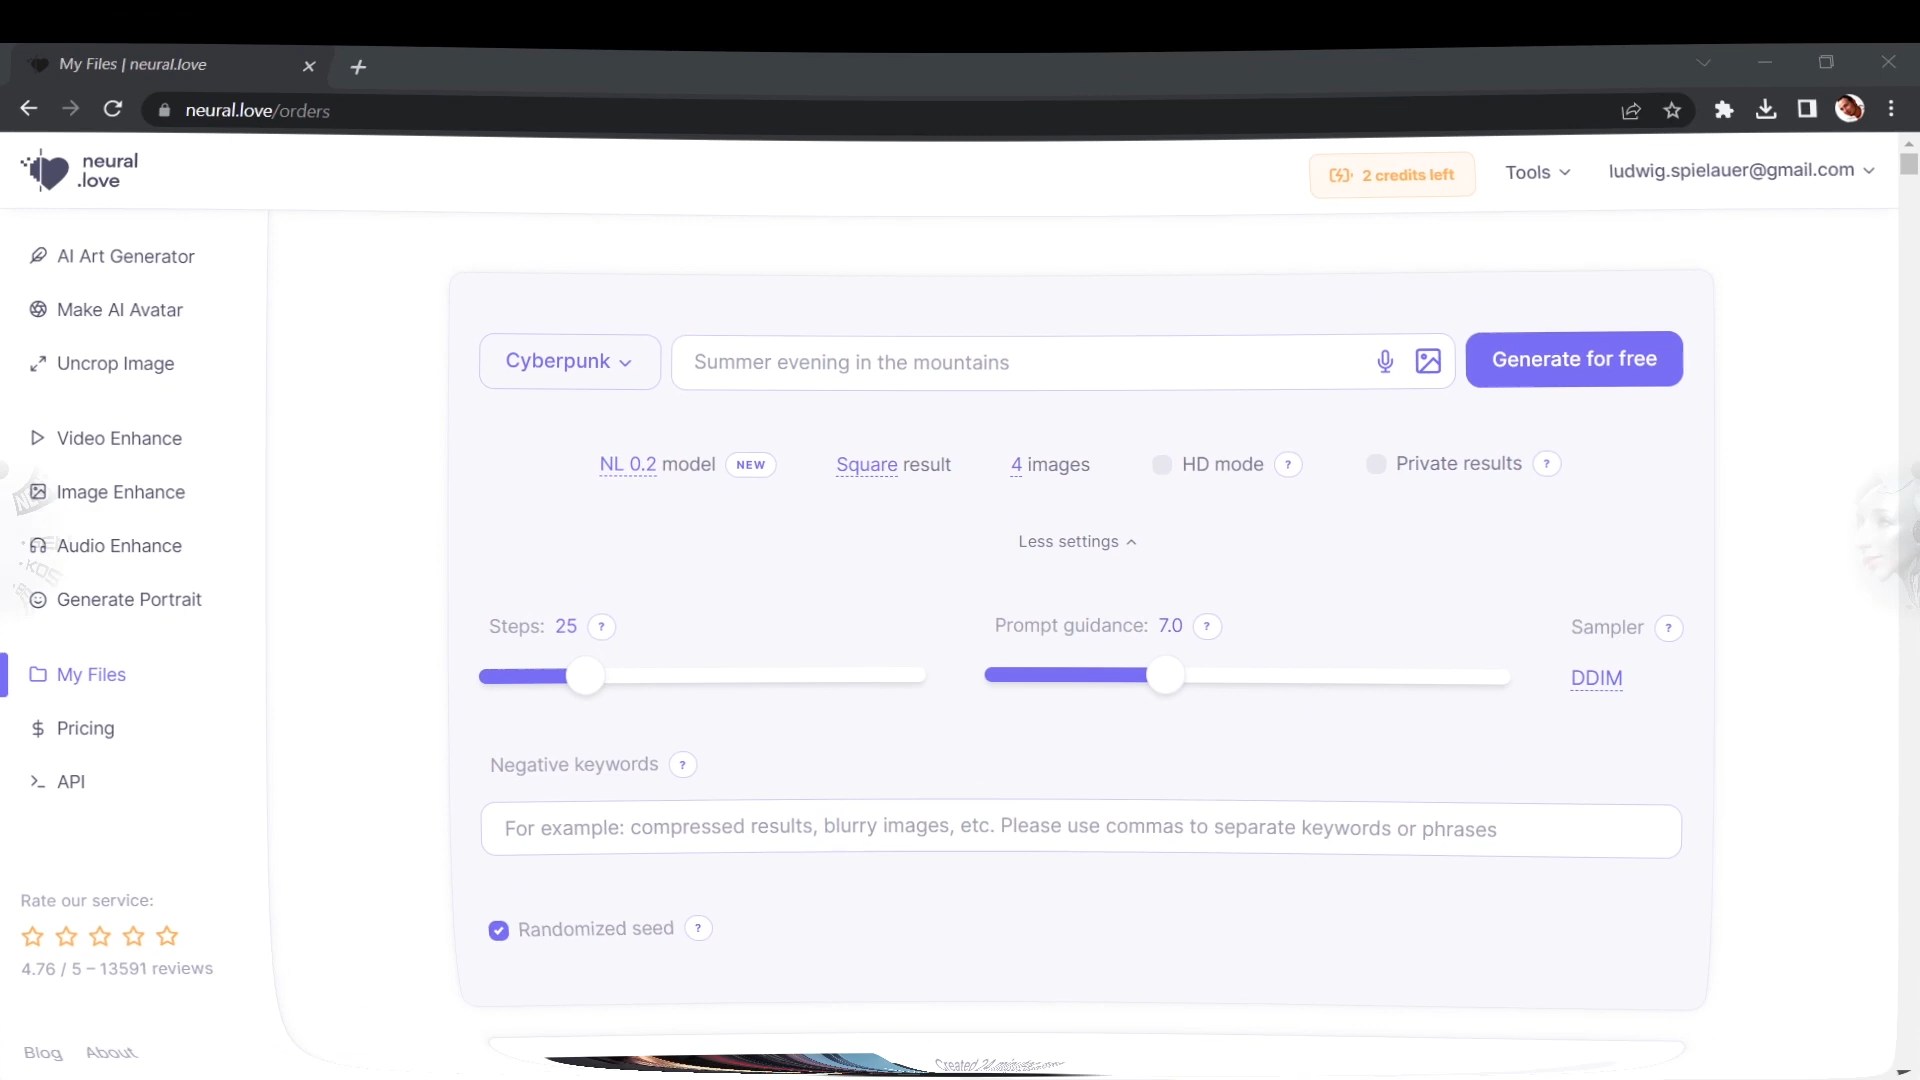 My Files | neural.love
neural.love/orders
neural
.love
2 credits left
Tools
ludwig.spielauer@gmail.com
AI Art Generator
Make AI Avatar
Uncrop Image
Video Enhance
Image Enhance
Audio Enhance
Generate Portrait
My Files
Pricing
API
Rate our service:
4.76 / 5 – 13591 reviews
Blog About
Cyberpunk
Summer evening in the mountains
Generate for free
NL 0.2 model NEW
Square result
4 images
HD mode ?
Private results ?
Less settings
Steps: 25 ?
Prompt guidance: 7.0 ?
Sampler ?
DDIM
Negative keywords ?
For example: compressed results, blurry images, etc. Please use commas to separate keywords or phrases
Randomized seed ?
Created 24 minutes